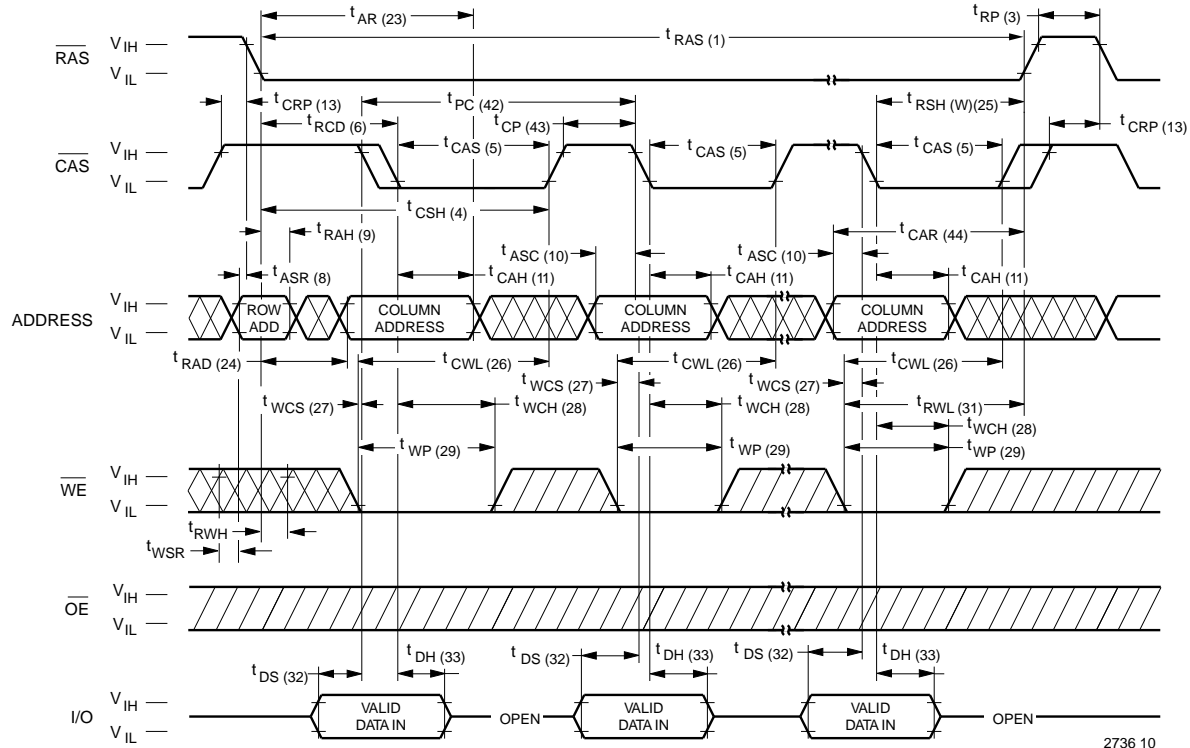 t AR (23)
t RP (3)
t RAS (1)
RAS
V IH
V IL
t CRP (13)
t PC (42)
t RSH (W)(25)
t RCD (6)
t CP (43)
t CRP (13)
CAS
V IH
V IL
t CAS (5)
t CAS (5)
t CAS (5)
t CSH (4)
t RAH (9)
t CAR (44)
t ASC (10)
t ASC (10)
t ASR (8)
t CAH (11)
t CAH (11)
t CAH (11)
ADDRESS
V IH
V IL
ROW
ADD
COLUMN
ADDRESS
COLUMN
ADDRESS
COLUMN
ADDRESS
t RAD (24)
t CWL (26)
t CWL (26)
t CWL (26)
t WCS (27)
t WCS (27)
t WCS (27)
t WCH (28)
t WCH (28)
t RWL (31)
t WCH (28)
t WP (29)
t WP (29)
t WP (29)
WE
V IH
V IL
t RWH
t WSR
OE
V IH
V IL
t DS (32)
t DH (33)
t DS (32)
t DH (33)
t DS (32)
t DH (33)
I/O
V IH
V IL
VALID
DATA IN
OPEN
VALID
DATA IN
VALID
DATA IN
OPEN
2736 10